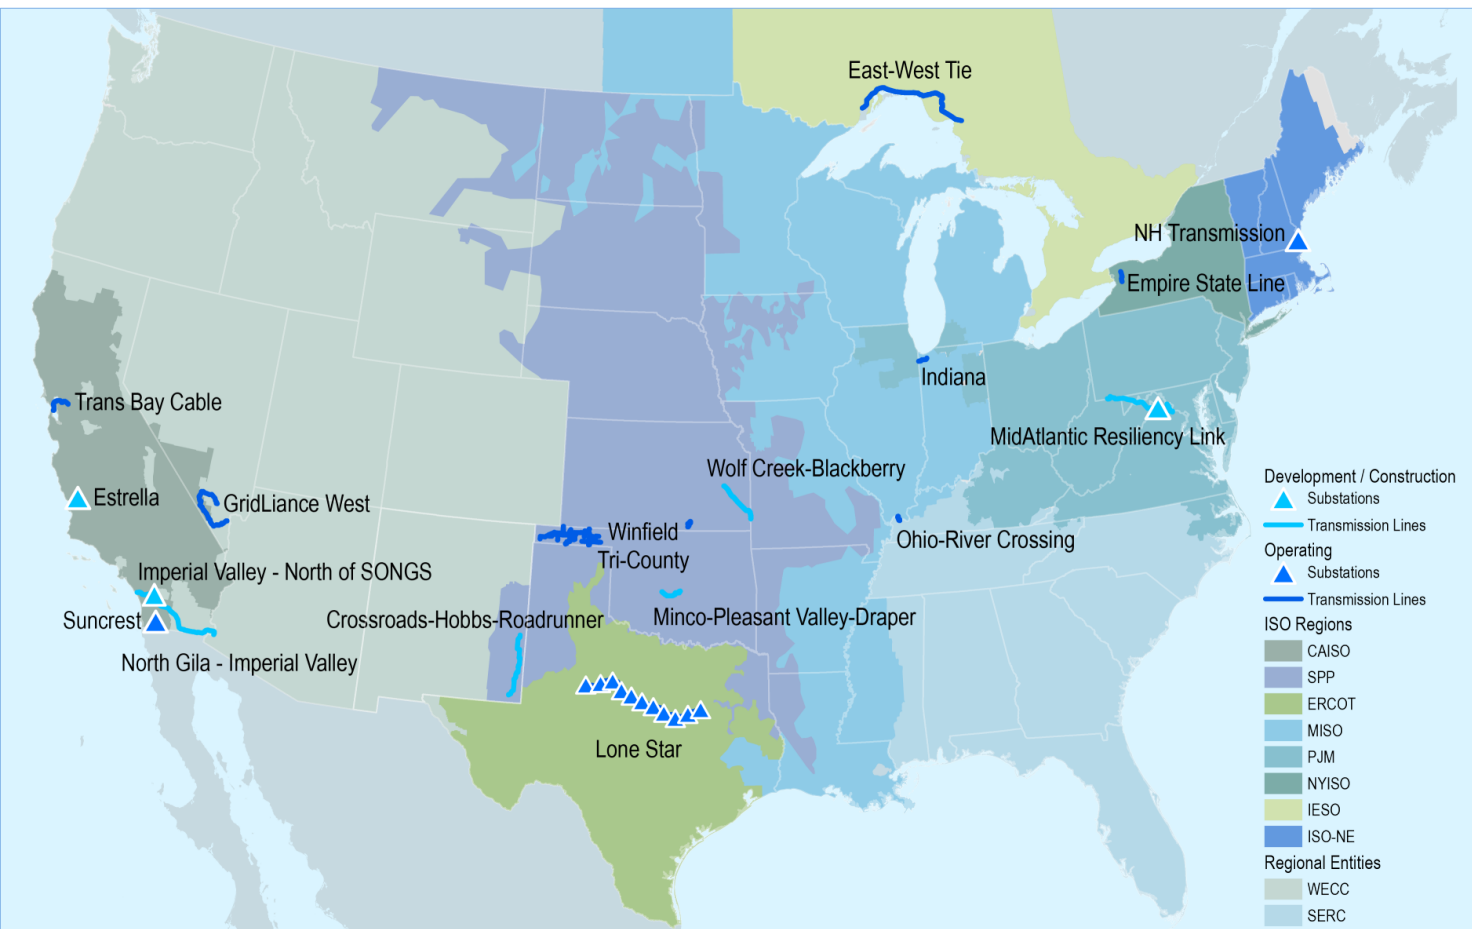 East-West Tie
NH Transmission
Empire State Line
Indiana
Trans Bay Cable
MidAtlantic Resiliency Link
Wolf Creek-Blackberry
Estrella
GridLiance West
Winfield
Ohio-River Crossing
Tri-County
Imperial Valley - North of SONGS
Suncrest
Crossroads-Hobbs-Roadrunner
Minco-Pleasant Valley-Draper
North Gila - Imperial Valley
Lone Star
Development / Construction
Substations
Transmission Lines
Operating
Substations
Transmission Lines
ISO Regions
CAISO
SPP
ERCOT
MISO
PJM
NYISO
IESO
ISO-NE
Regional Entities
WECC
SERC